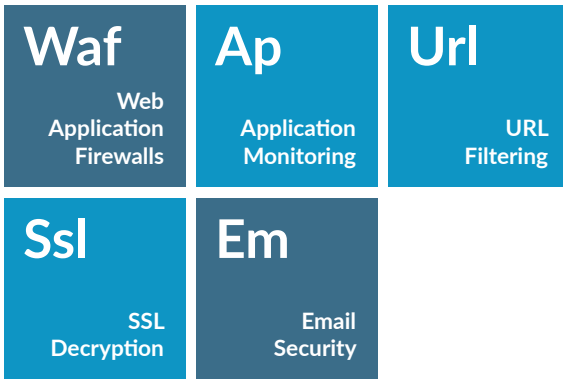 Waf
Web
Application
Firewalls
Ap
Application
Monitoring
Url
URL
Filtering
Ssl
SSL
Decryption
Em
Email
Security